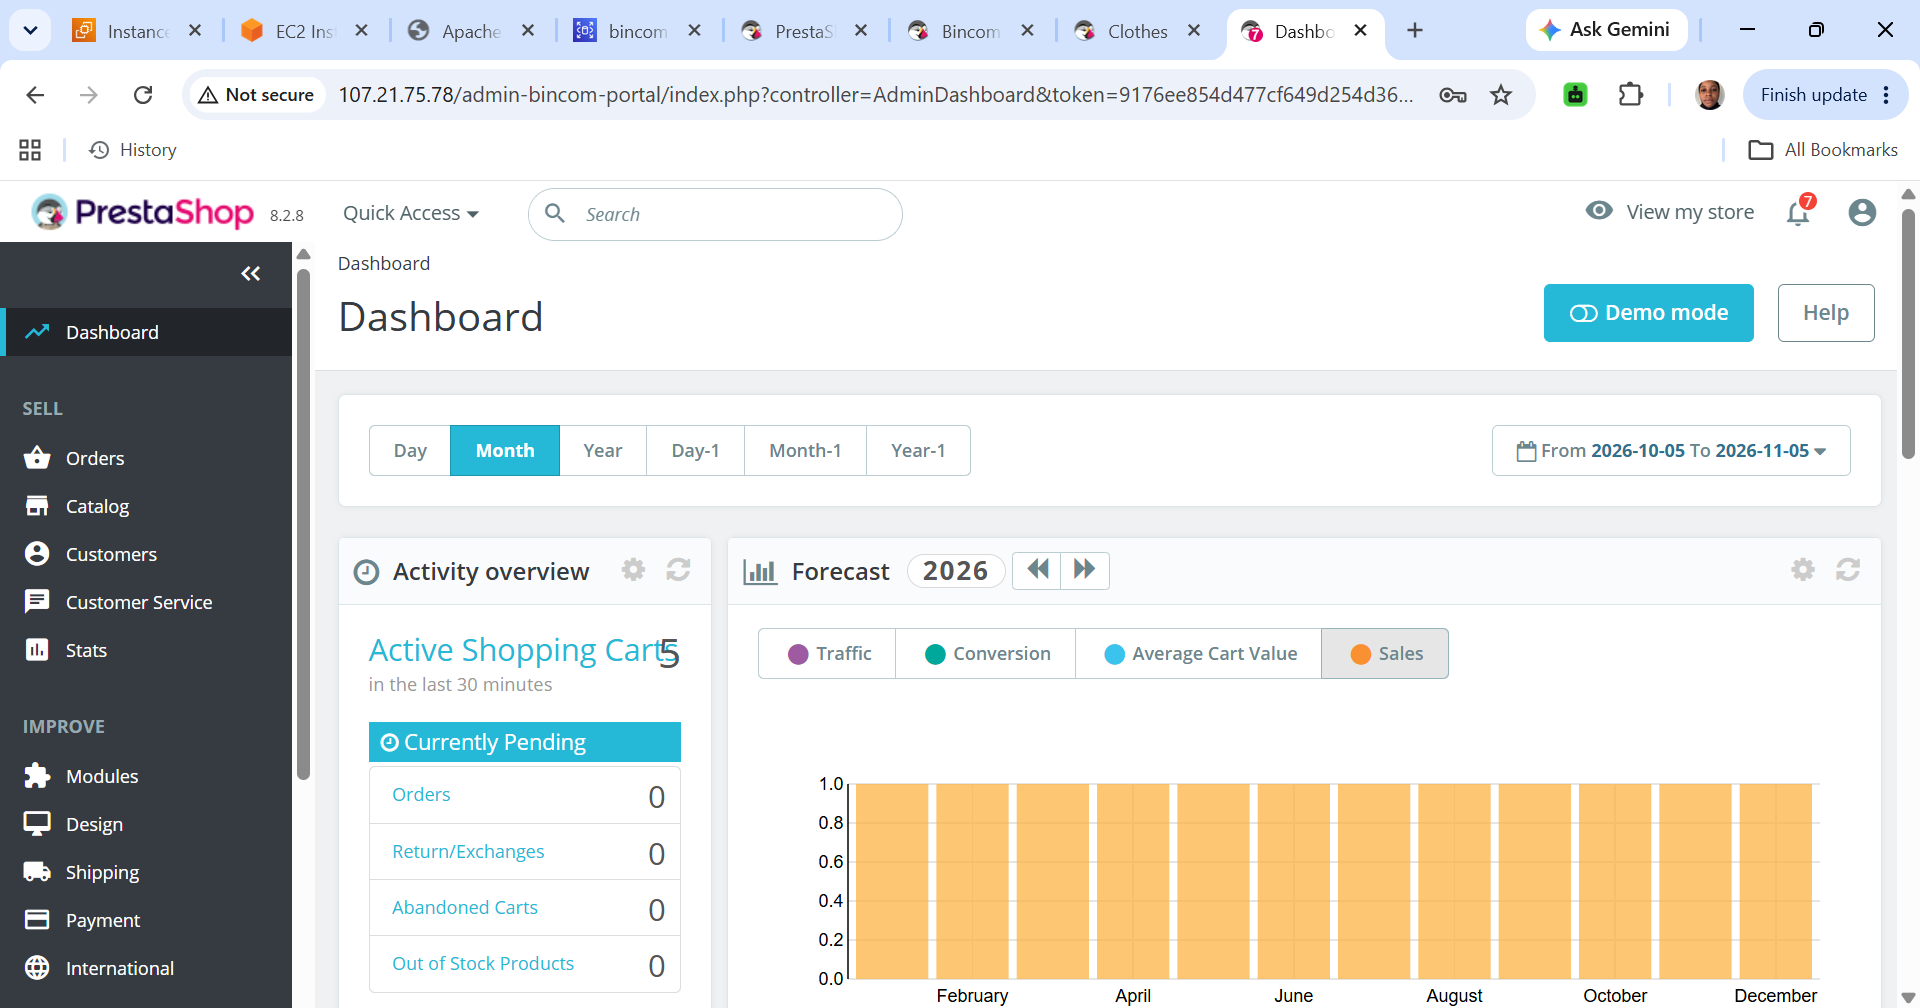 Instance
EC2 Ins
Apache
bincom
PrestaS
Bincom
Clothes
7
Dashbo
Ask Gemini
Not secure
107.21.75.78/admin-bincom-portal/index.php?controller=AdminDashboard&token=9176ee854d477cf649d254d36...
Finish update
History
All Bookmarks
PrestaShop 8.2.8
Quick Access
Search
View my store
7
Dashboard
Dashboard
Demo mode
Help
Dashboard
SELL
Orders
Catalog
Customers
Customer Service
Stats
IMPROVE
Modules
Design
Shipping
Payment
International
Day
Month
Year
Day-1
Month-1
Year-1
From 2026-10-05 To 2026-11-05
Activity overview
Active Shopping Carts 5
in the last 30 minutes
Currently Pending
Orders 0
Return/Exchanges 0
Abandoned Carts 0
Out of Stock Products 0
Forecast 2026
Traffic
Conversion
Average Cart Value
Sales
1.0
0.8
0.6
0.4
0.2
0.0
February
April
June
August
October
December